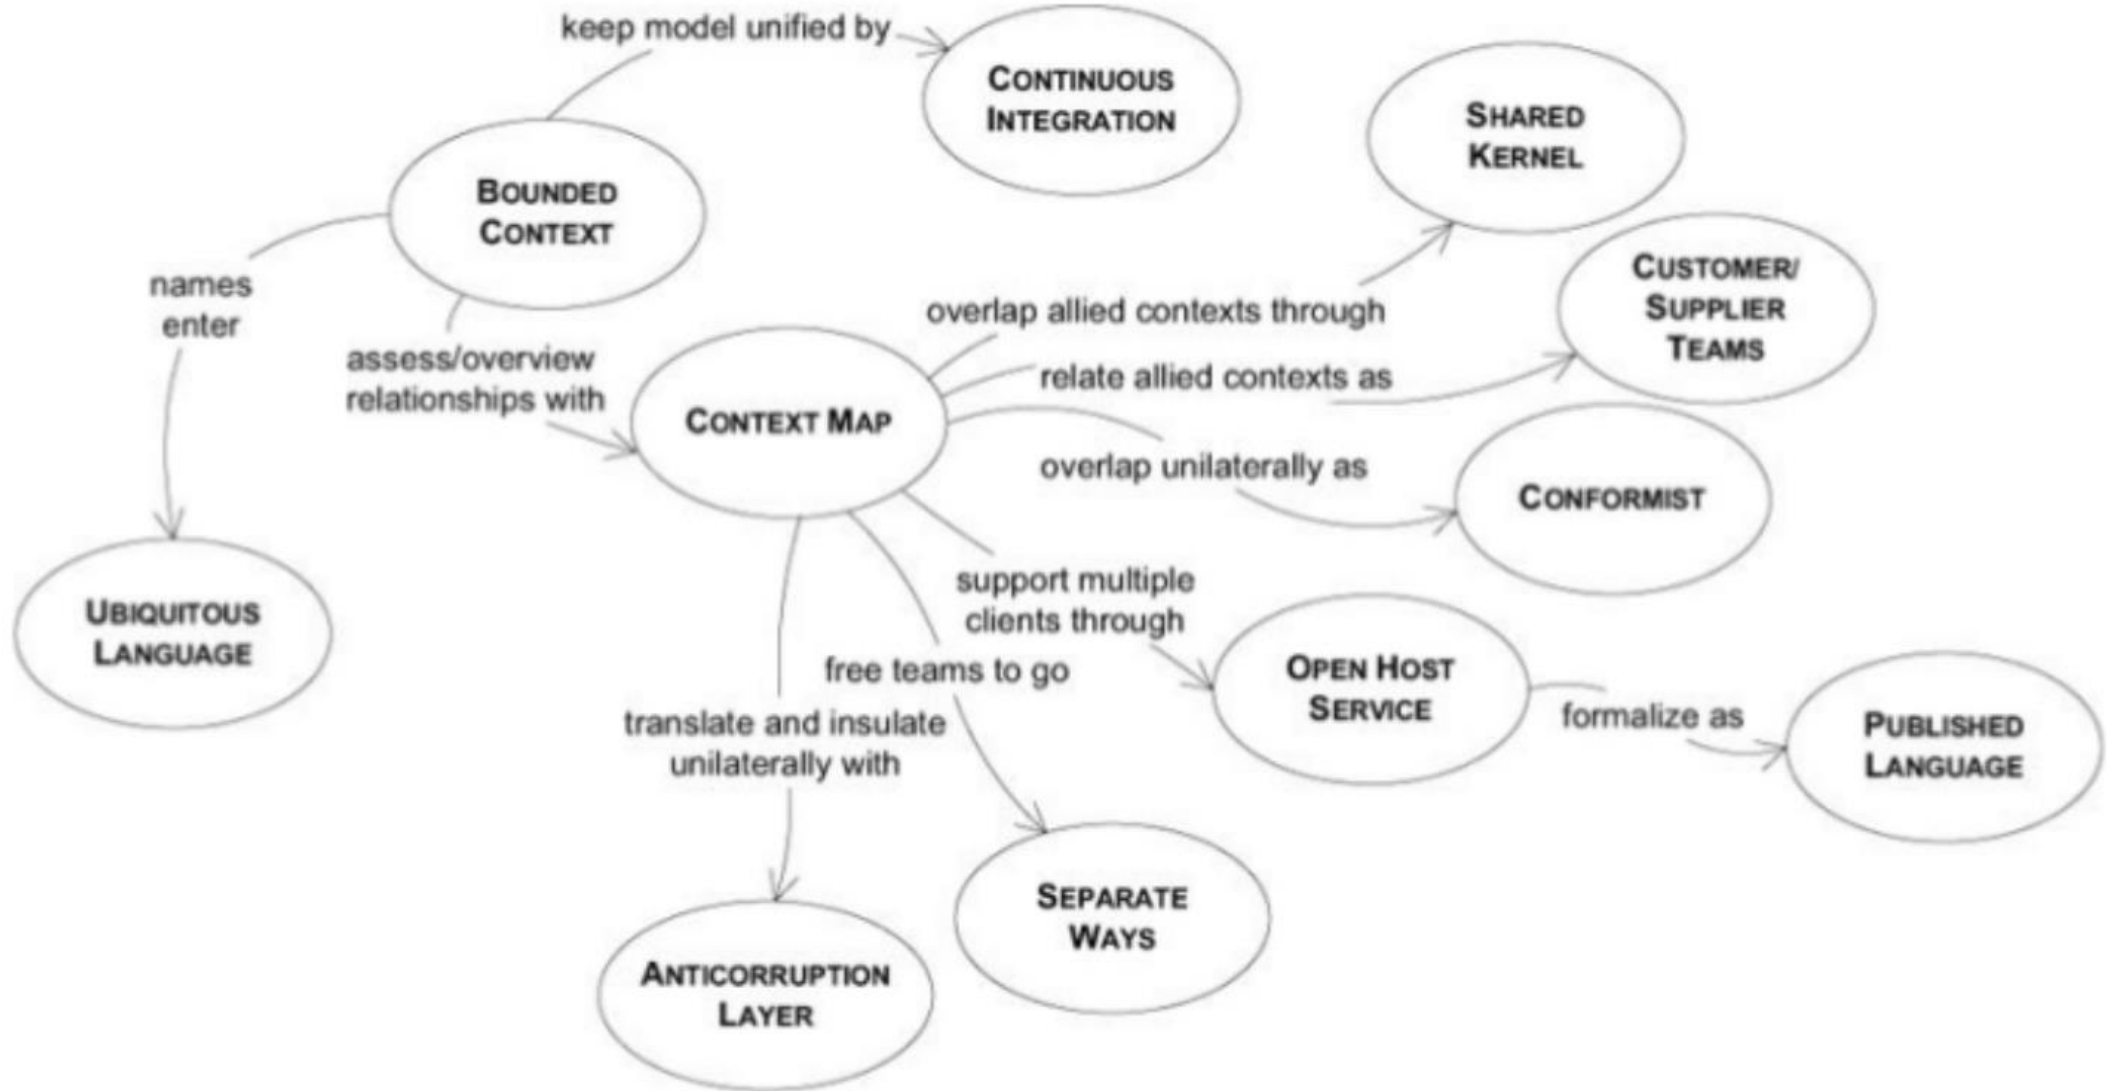 keep model unified by
CONTINUOUS
INTEGRATION
SHARED
KERNEL
BOUNDED
CONTEXT
CUSTOMER/
SUPPLIER
TEAMS
names
enter
overlap allied contexts through
assess/overview
relationships with
relate allied contexts as
CONTEXT MAP
overlap unilaterally as
CONFORMIST
support multiple
clients through
UBIQUITOUS
LANGUAGE
free teams to go
OPEN HOST
SERVICE
formalize as
PUBLISHED
LANGUAGE
translate and insulate
unilaterally with
SEPARATE
WAYS
ANTICORRUPTION
LAYER